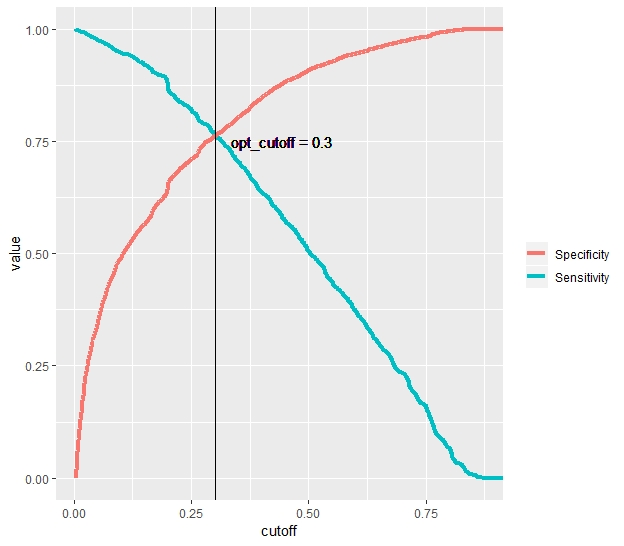 1.00
0.75
0.50
0.25
0.00
value
opt_cutoff = 0.3
0.00 0.25 0.50 0.75
cutoff
Specificity
Sensitivity